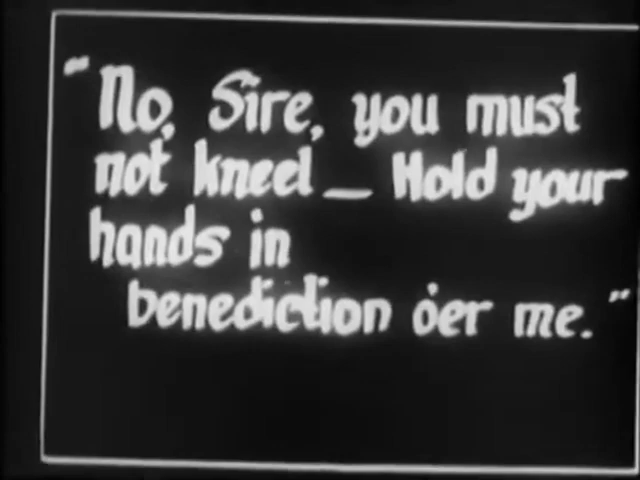 "No, Sire, you must
not kneel — Hold your
hands in
benediction o'er me."